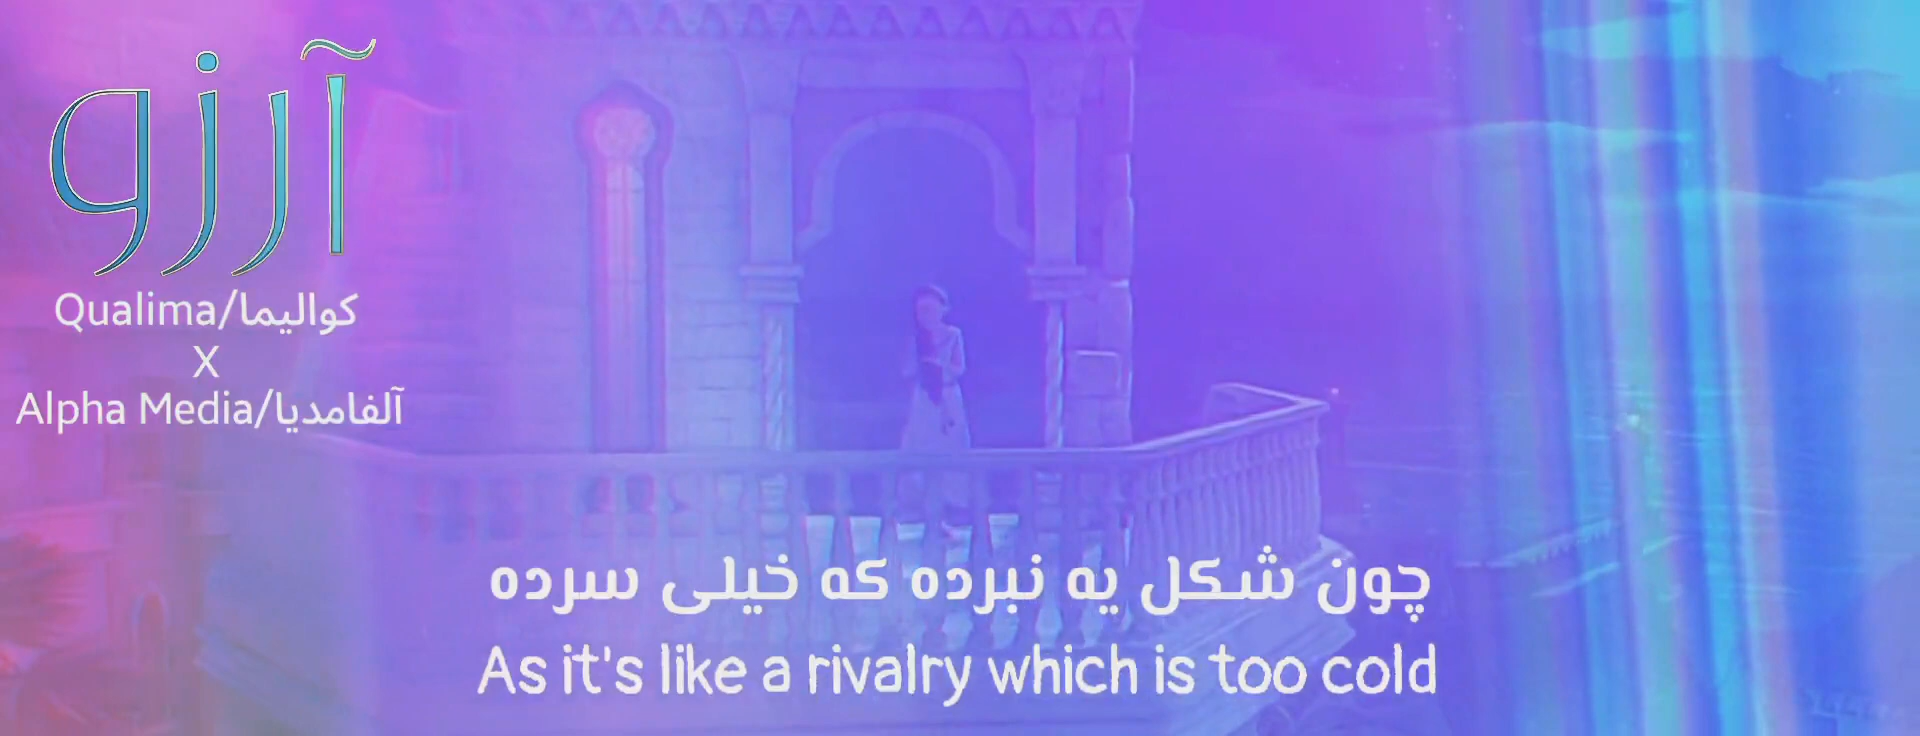 آرزو
Qualima/کوالیما
X
Alpha Media/آلفامدیا
چون شکل یه نبرده که خیلی سرده
As it's like a rivalry which is too cold